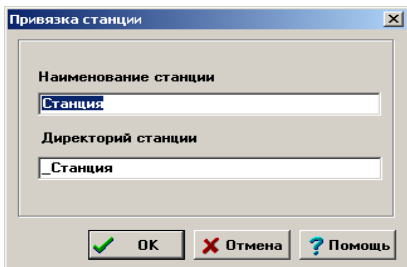 Привязка станции
Наименование станции
Станция
Директорий станции
_Станция
OK Отмена Помощь